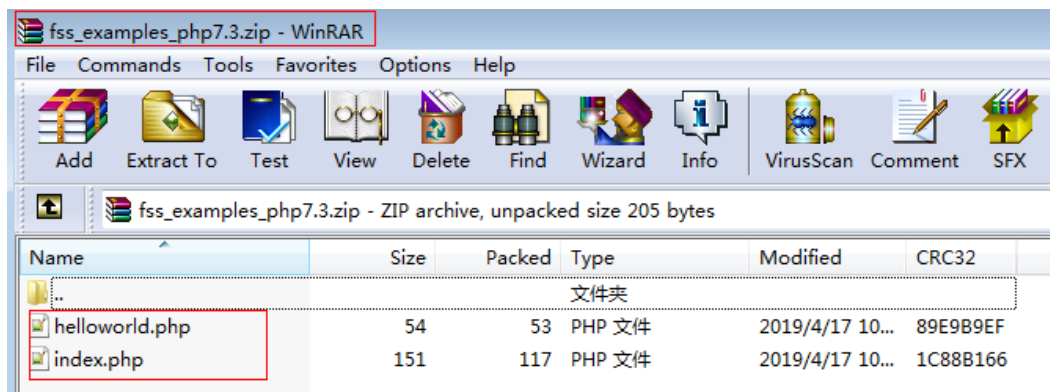 fss_examples_php7.3.zip - WinRAR
File Commands Tools Favorites Options Help
Add Extract To Test View Delete Find Wizard Info VirusScan Comment SFX
fss_examples_php7.3.zip - ZIP archive, unpacked size 205 bytes
Name Size Packed Type Modified CRC32
.. 文件夹
helloworld.php 54 53 PHP 文件 2019/4/17 10... 89E9B9EF
index.php 151 117 PHP 文件 2019/4/17 10... 1C88B166